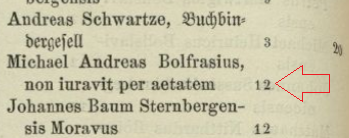 Andreas Schwartze, Buchbin=
dergesell 3
Michael Andreas Bolfrasius,
non iuravit per aetatem 12
Johannes Baum Sternbergen-
sis Moravus 12
20